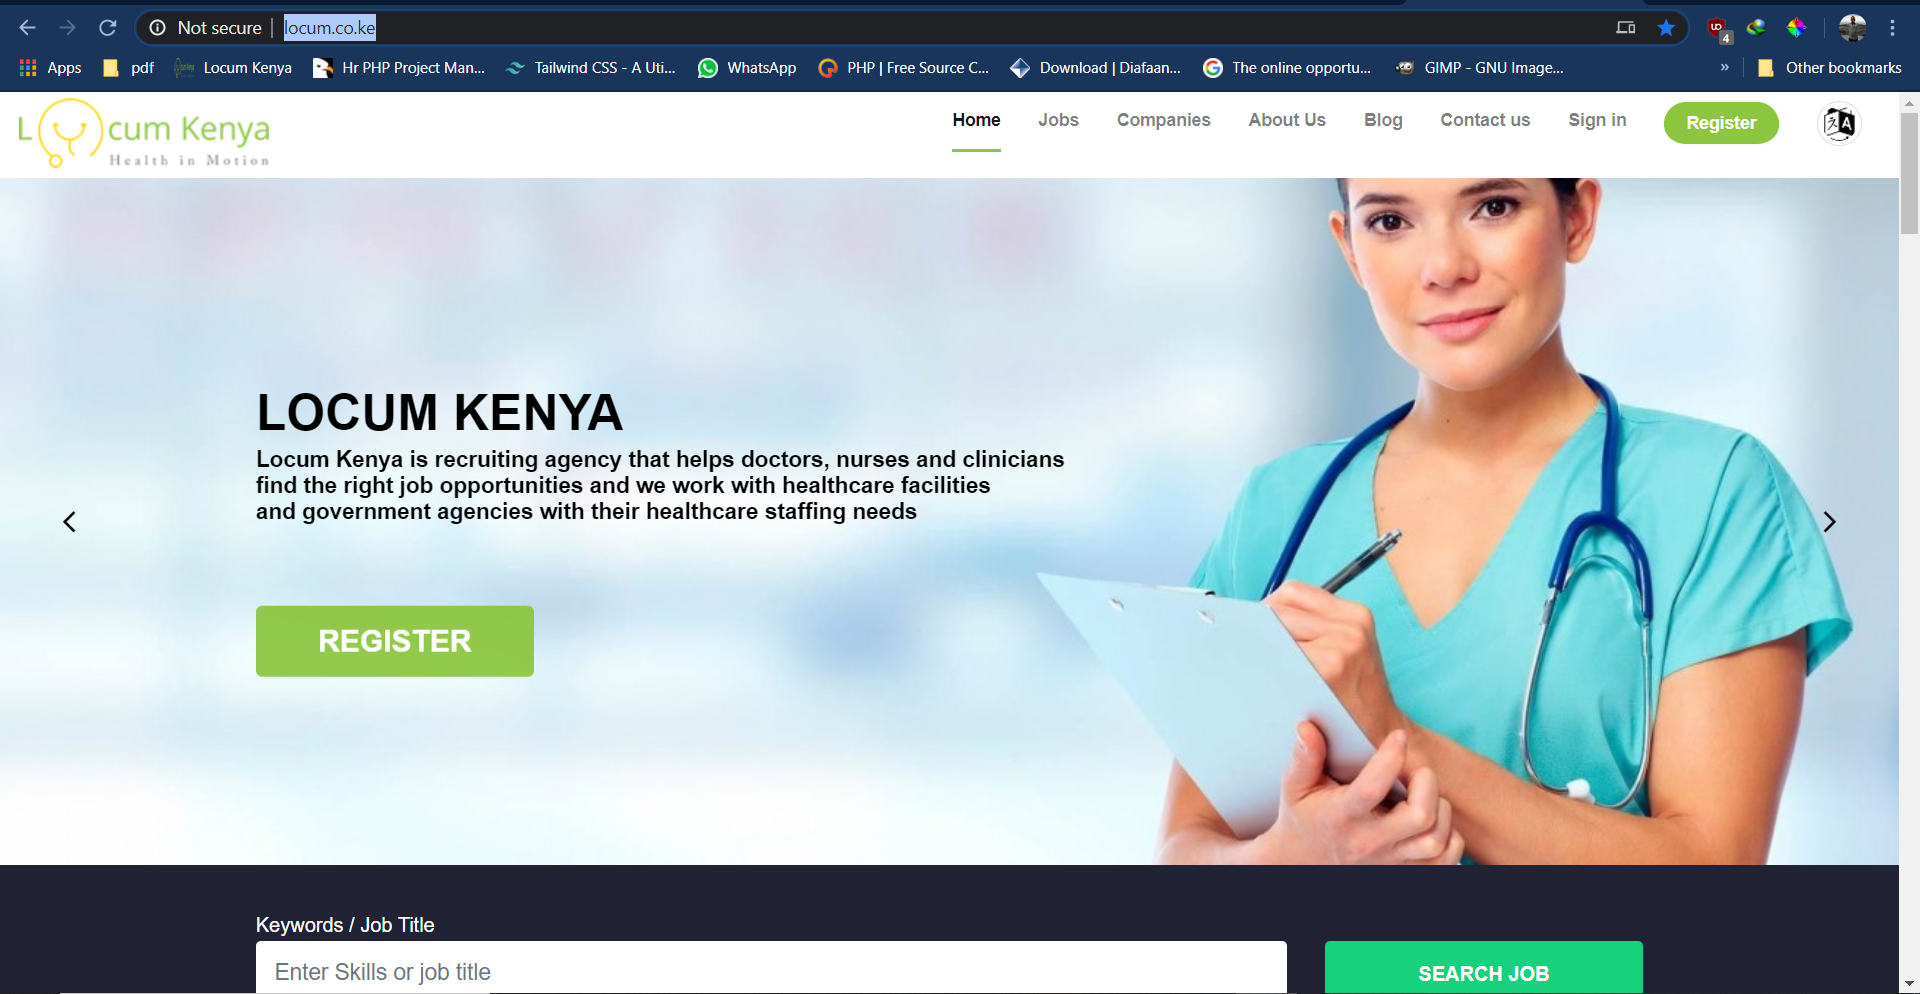 Not secure locum.co.ke
4
Apps pdf Locum Kenya Hr PHP Project Man... Tailwind CSS - A Uti... WhatsApp PHP | Free Source C... Download | Diafaan... The online opportu... GIMP - GNU Image... » Other bookmarks
Locum Kenya
Health in Motion
Home Jobs Companies About Us Blog Contact us Sign in Register
LOCUM KENYA
Locum Kenya is recruiting agency that helps doctors, nurses and clinicians
find the right job opportunities and we work with healthcare facilities
and government agencies with their healthcare staffing needs
REGISTER
Keywords / Job Title
Enter Skills or job title
SEARCH JOB